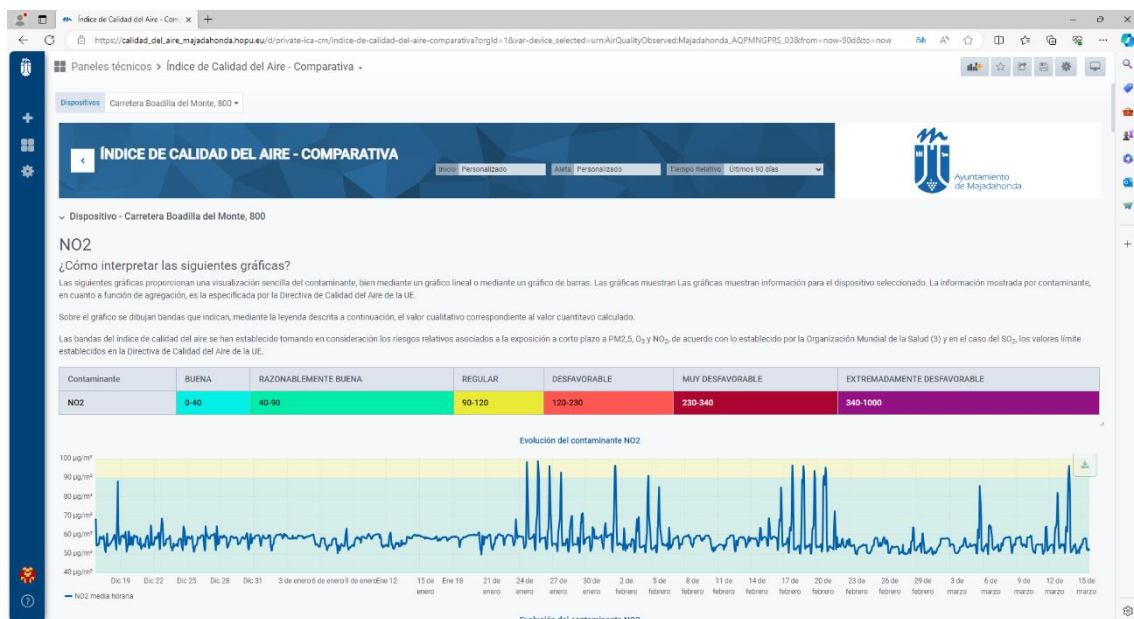 Índice de Calidad del Aire - Com
https://calidad_del_aire_majadahonda.hopu.eu/d/private-ica-cm/indice-de-calidad-del-aire-comparativa?orgId=1&var-device_selected=urn:AirQualityObserved:Majadahonda_AQPMNGPRS_03&from=now-90d&to=now
Paneles técnicos > Índice de Calidad del Aire - Comparativa
Dispositivos Carretera Boadilla del Monte, 800
ÍNDICE DE CALIDAD DEL AIRE - COMPARATIVA
Inicio Personalizado Personalizado Tiempo Relativo Últimos 90 días
Ayuntamiento
de Majadahonda
Dispositivo - Carretera Boadilla del Monte, 800
NO2
¿Cómo interpretar las siguientes gráficas?
Las siguientes gráficas proporcionan una visualización sencilla del contaminante, bien mediante un gráfico lineal o mediante un gráfico de barras. Las gráficas muestran Las gráficas muestran información para el dispositivo seleccionado. La información mostrada por contaminante,
en cuanto a función de agregación, es la especificada por la Directiva de Calidad del Aire de la UE.
Sobre el gráfico se dibujan bandas que indican, mediante la leyenda descrita a continuación, el valor cualitativo correspondiente al valor cuantitavo calculado.
Las bandas del índice de calidad del aire se han establecido tomando en consideración los riesgos relativos asociados a la exposición a corto plazo a PM2,5, O3 y NO2, de acuerdo con lo establecido por la Organización Mundial de la Salud (3) y en el caso del SO2, los valores límite
establecidos en la Directiva de Calidad del Aire de la UE.
Contaminante BUENA RAZONABLEMENTE BUENA REGULAR DESFAVORABLE MUY DESFAVORABLE EXTREMADAMENTE DESFAVORABLE
NO2 0-40 40-90 90-120 120-230 230-340 340-1000
Evolución del contaminante NO2
100 µg/m³
90 µg/m³
80 µg/m³
70 µg/m³
60 µg/m³
50 µg/m³
40 µg/m³
Dic 19 Dic 22 Dic 25 Dic 28 Dic 31 3 de enero 6 de enero 9 de enero Ene 12 15 de enero Ene 18 21 de enero 24 de enero 27 de enero 30 de enero 2 de febrero 5 de febrero 8 de febrero 11 de febrero 14 de febrero 17 de febrero 20 de febrero 23 de febrero 26 de febrero 29 de febrero 3 de marzo 6 de marzo 9 de marzo 12 de marzo 15 de marzo
NO2 media horaria
Evolución del contaminante NO2